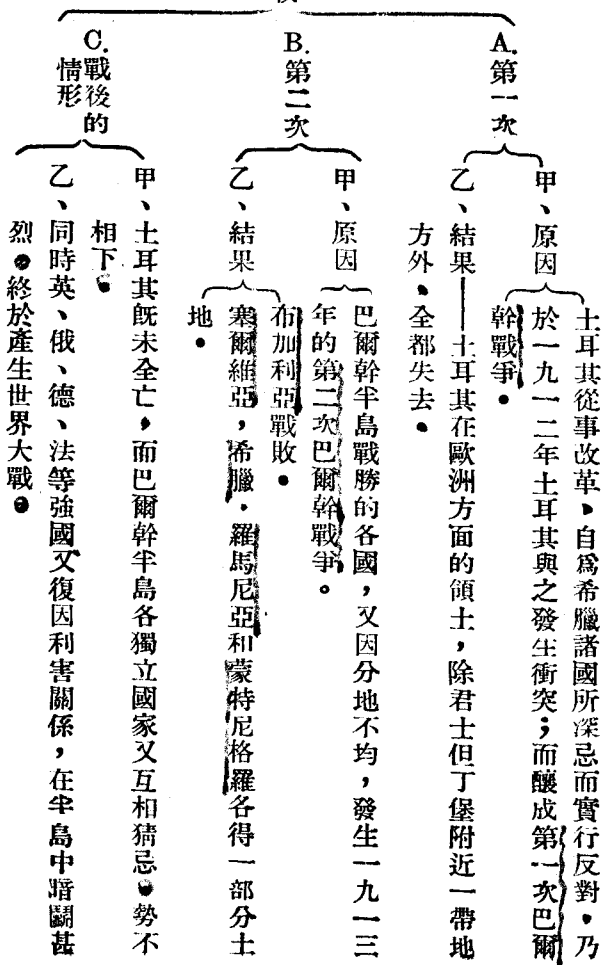 A.第一次
甲、原因
土耳其從事改革，自爲希臘諸國所深忌而實行反對，乃
於一九一二年土耳其與之發生衝突；而釀成第一次巴爾
幹戰爭。
乙、結果——土耳其在歐洲方面的領土，除君士但丁堡附近一帶地
方外，全都失去。
B.第二次
甲、原因
巴爾幹半島戰勝的各國，又因分地不均，發生一九一三
年的第二次巴爾幹戰爭。
乙、結果
布加利亞戰敗。
塞爾維亞，希臘，羅馬尼亞和蒙特尼格羅各得一部分土
地。
C.戰後的
情形
甲、土耳其旣未全亡，而巴爾幹半島各獨立國家又互相猜忌。勢不
相下。
乙、同時英、俄、德、法等強國又復因利害關係，在半島中暗鬭甚
烈。終於產生世界大戰。